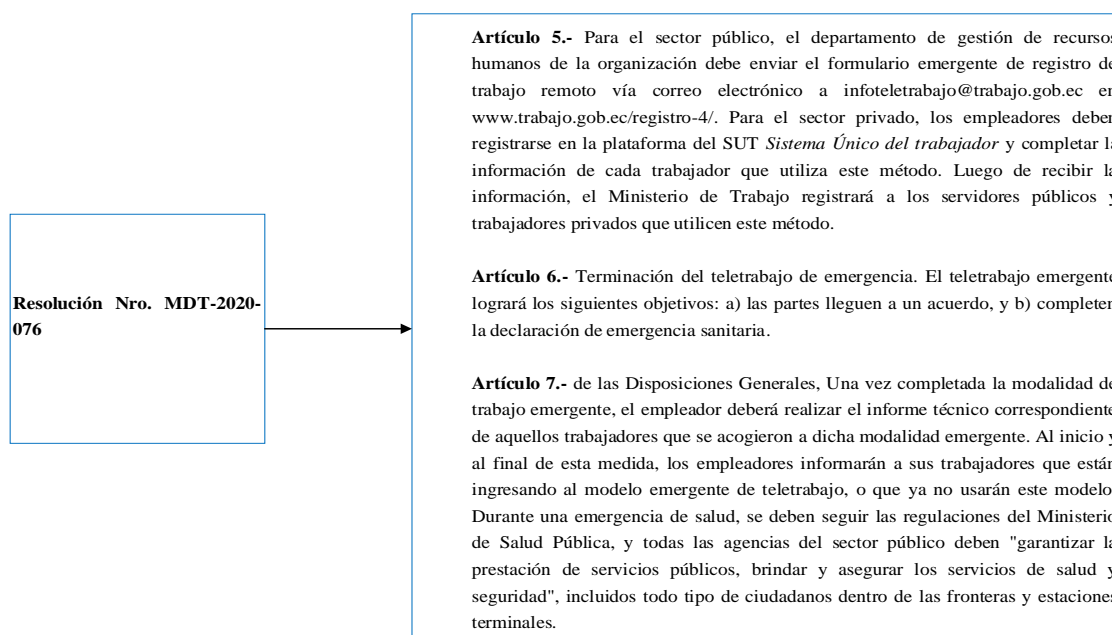 Resolución Nro. MDT-2020-
076
Artículo 5.- Para el sector público, el departamento de gestión de recursos
humanos de la organización debe enviar el formulario emergente de registro de
trabajo remoto vía correo electrónico a infoteletrabajo@trabajo.gob.ec en
www.trabajo.gob.ec/registro-4/. Para el sector privado, los empleadores deben
registrarse en la plataforma del SUT Sistema Único del trabajador y completar la
información de cada trabajador que utiliza este método. Luego de recibir la
información, el Ministerio de Trabajo registrará a los servidores públicos y
trabajadores privados que utilicen este método.
Artículo 6.- Terminación del teletrabajo de emergencia. El teletrabajo emergente
logrará los siguientes objetivos: a) las partes lleguen a un acuerdo, y b) completen
la declaración de emergencia sanitaria.
Artículo 7.- de las Disposiciones Generales, Una vez completada la modalidad de
trabajo emergente, el empleador deberá realizar el informe técnico correspondiente
de aquellos trabajadores que se acogieron a dicha modalidad emergente. Al inicio y
al final de esta medida, los empleadores informarán a sus trabajadores que están
ingresando al modelo emergente de teletrabajo, o que ya no usarán este modelo.
Durante una emergencia de salud, se deben seguir las regulaciones del Ministerio
de Salud Pública, y todas las agencias del sector público deben "garantizar la
prestación de servicios públicos, brindar y asegurar los servicios de salud y
seguridad", incluidos todo tipo de ciudadanos dentro de las fronteras y estaciones
terminales.